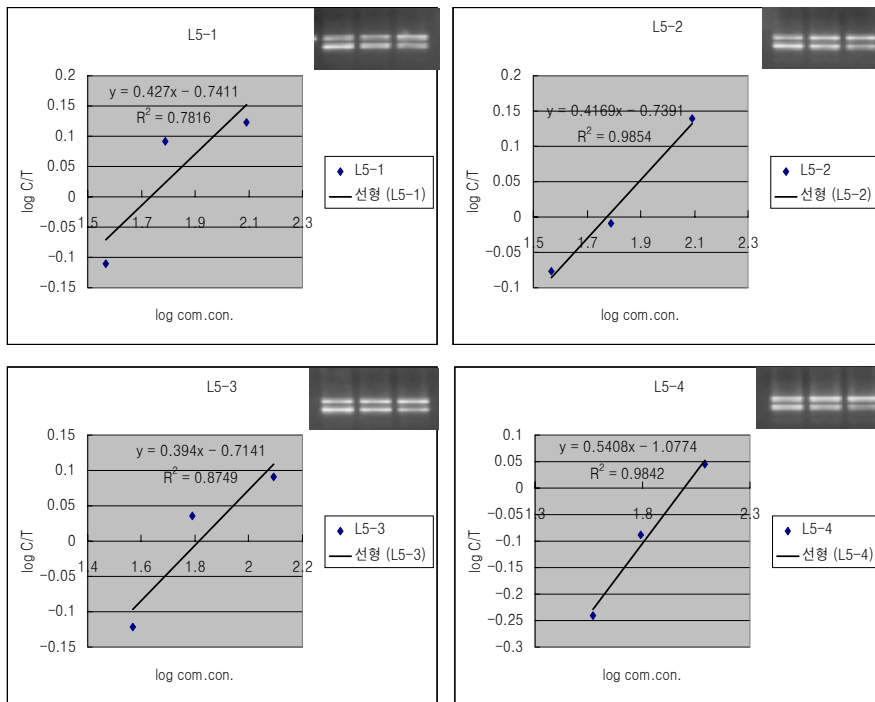 L5-1
y = 0.427x − 0.7411
R² = 0.7816
log C/T
0.2
0.15
0.1
0.05
0
−0.05
−0.1
−0.15
1.5 1.7 1.9 2.1 2.3
log com.con.
L5-1
선형 (L5-1)
L5-2
y = 0.4169x − 0.7391
R² = 0.9854
log C/T
0.2
0.15
0.1
0.05
0
−0.05
−0.1
1.5 1.7 1.9 2.1 2.3
log com.con.
L5-2
선형 (L5-2)
L5-3
y = 0.394x − 0.7141
R² = 0.8749
log C/T
0.15
0.1
0.05
0
−0.05
−0.1
−0.15
1.4 1.6 1.8 2 2.2
log com.con.
L5-3
선형 (L5-3)
L5-4
y = 0.5408x − 1.0774
R² = 0.9842
log C/T
0.1
0.05
0
−0.05
−0.1
−0.15
−0.2
−0.25
−0.3
1.3 1.8 2.3
log com.con.
L5-4
선형 (L5-4)